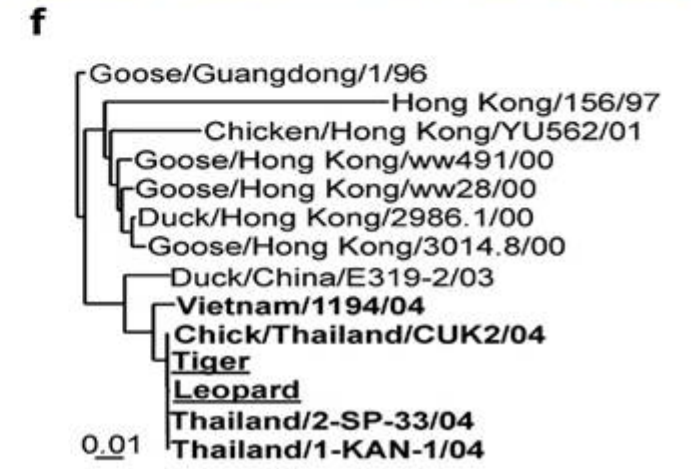 f
Goose/Guangdong/1/96
Hong Kong/156/97
Chicken/Hong Kong/YU562/01
Goose/Hong Kong/ww491/00
Goose/Hong Kong/ww28/00
Duck/Hong Kong/2986.1/00
Goose/Hong Kong/3014.8/00
Duck/China/E319-2/03
Vietnam/1194/04
Chick/Thailand/CUK2/04
Tiger
Leopard
Thailand/2-SP-33/04
Thailand/1-KAN-1/04
0.01